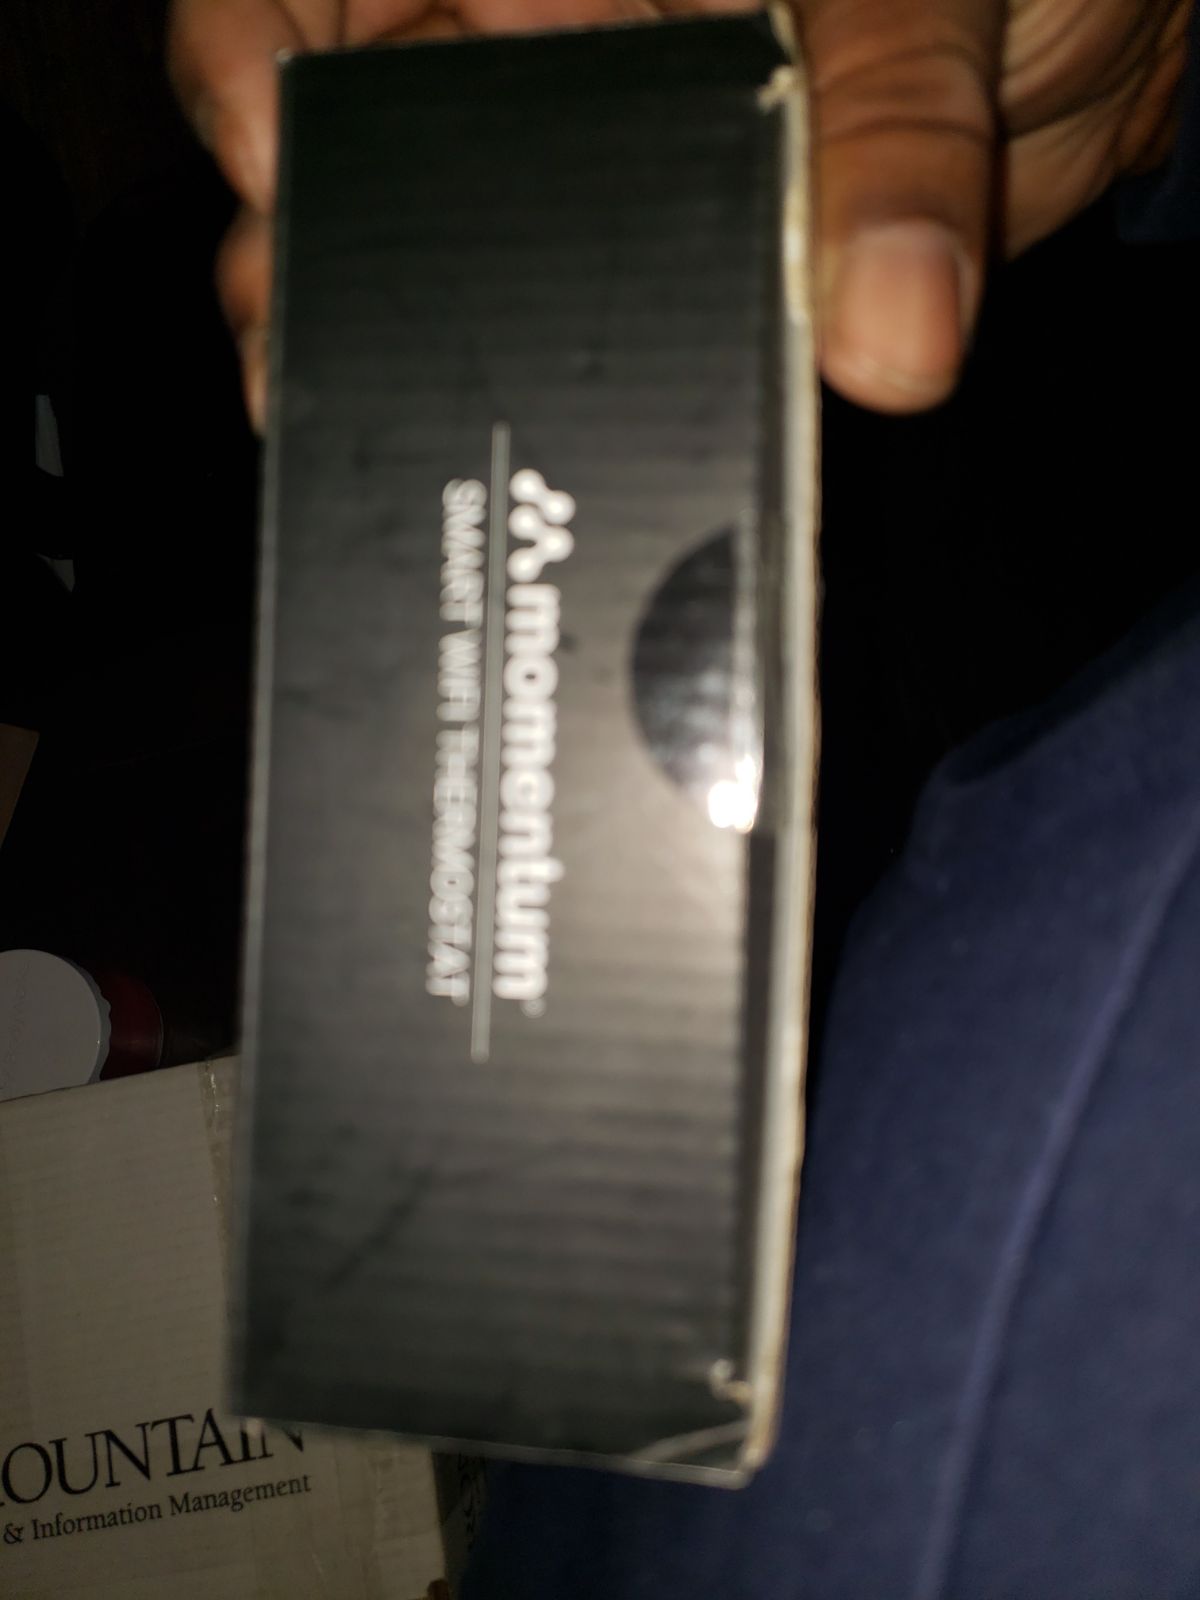 momentum®
SMART WIFI THERMOSTAT
OUNTAIN
& Information Management